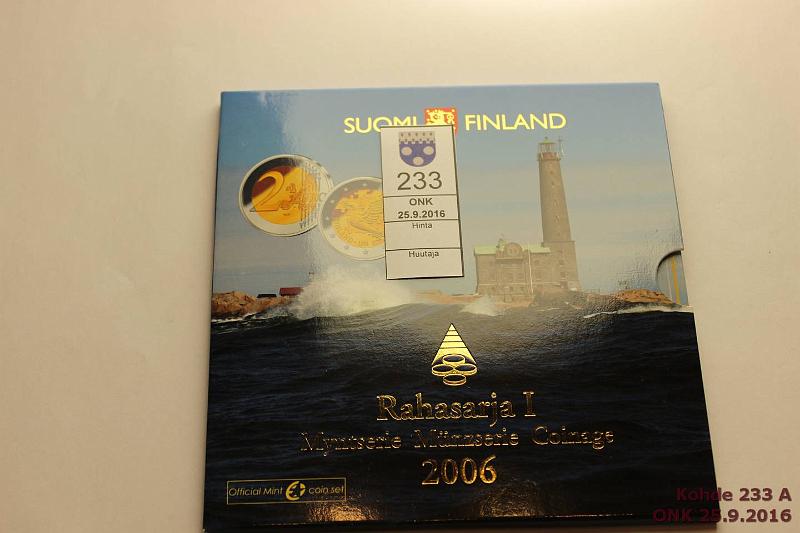 SUOMI FINLAND
233
ONK
25.9.2016
Hinta
Huutaja
2
Rahasarja I
Myntserie Münzserie Coinage
2006
Official Mint coin set
Kohde 233 A
ONK 25.9.2016